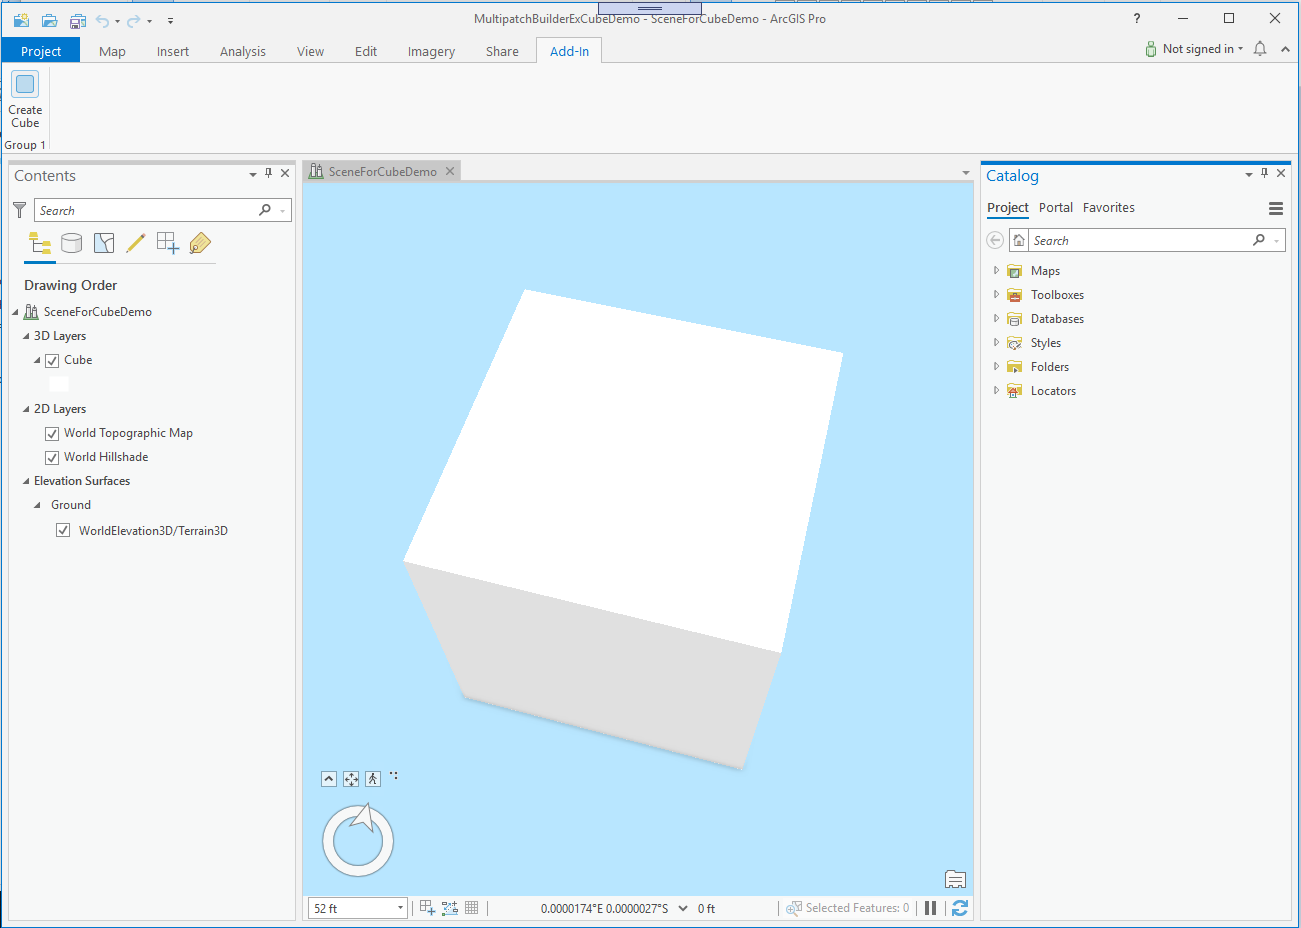 MultipatchBuilderExCubeDemo - SceneForCubeDemo - ArcGIS Pro
?
Project Map Insert Analysis View Edit Imagery Share Add-In
Not signed in
Create
Cube
Group 1
Contents
Search
Drawing Order
SceneForCubeDemo
3D Layers
Cube
2D Layers
World Topographic Map
World Hillshade
Elevation Surfaces
Ground
WorldElevation3D/Terrain3D
SceneForCubeDemo
52 ft
0.0000174°E 0.0000027°S
0 ft
Selected Features: 0
Catalog
Project Portal Favorites
Search
Maps
Toolboxes
Databases
Styles
Folders
Locators